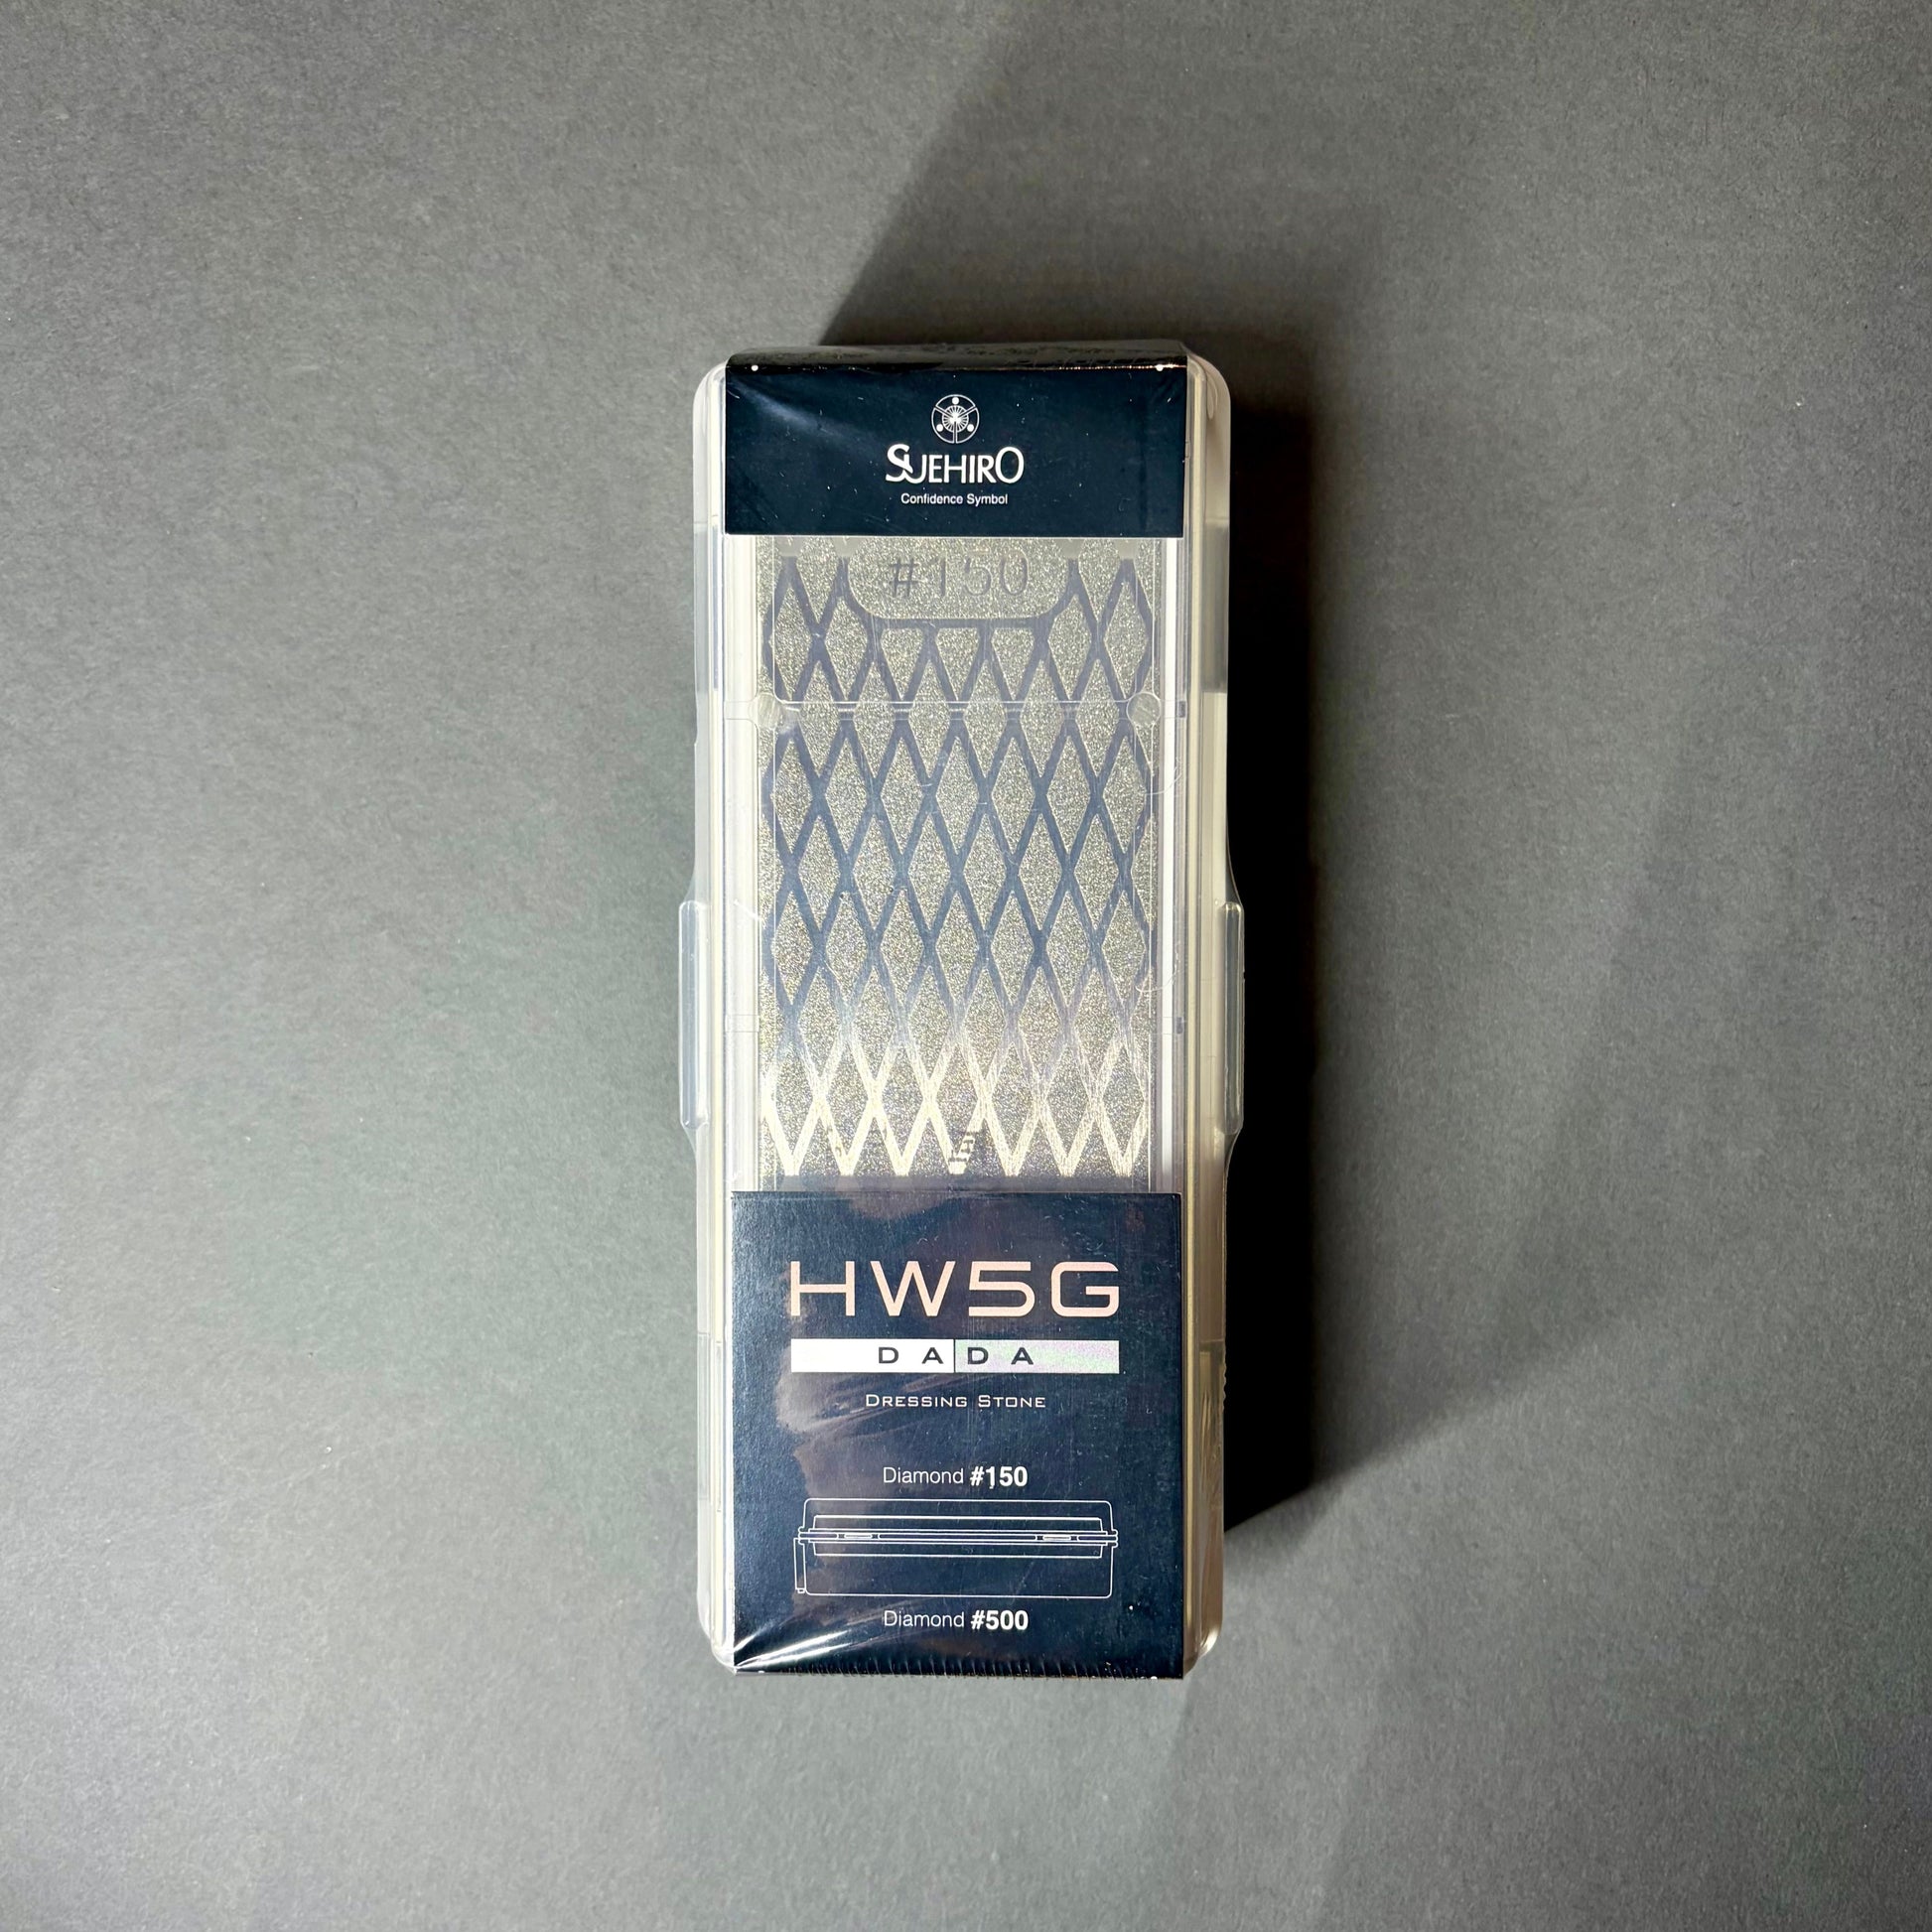 SUEHIRO
Confidence Symbol
#150
HW5G
DADA
DRESSING STONE
Diamond #150
Diamond #500